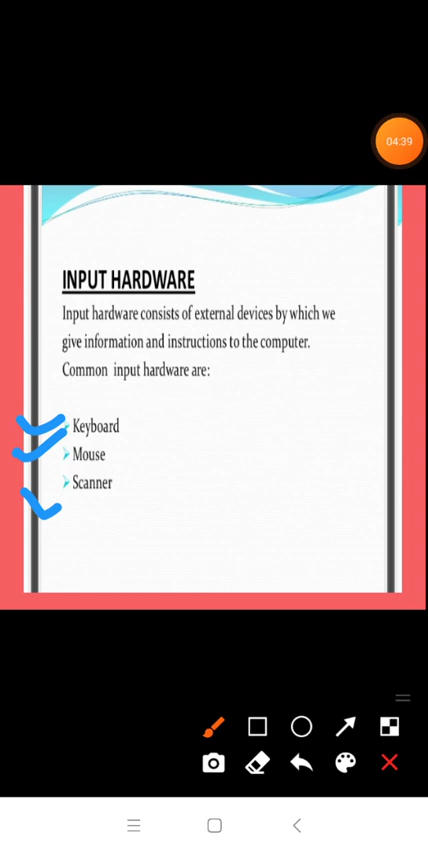 04:39
INPUT HARDWARE
Input hardware consists of external devices by which we
give information and instructions to the computer.
Common input hardware are:
Keyboard
Mouse
Scanner